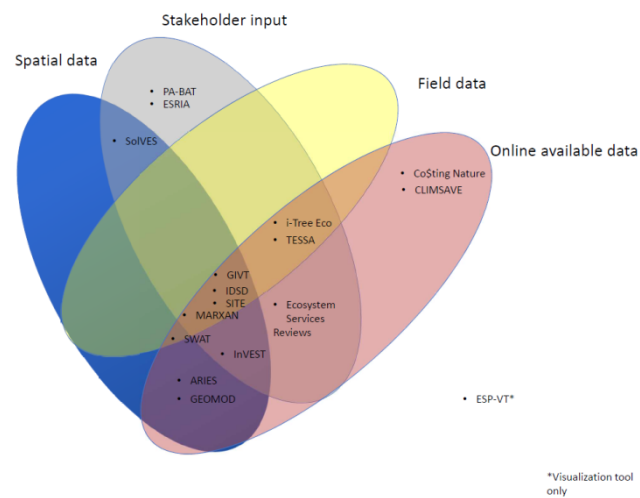 Stakeholder input
Spatial data
Field data
Online available data
• PA-BAT
• ESRIA
• SolVES
• Co$ting Nature
• CLIMSAVE
• i-Tree Eco
• TESSA
• GIVT
• IDSD
• SITE
• MARXAN
• Ecosystem
Services
Reviews
• SWAT
• InVEST
• ARIES
• GEOMOD
• ESP-VT*
*Visualization tool
only